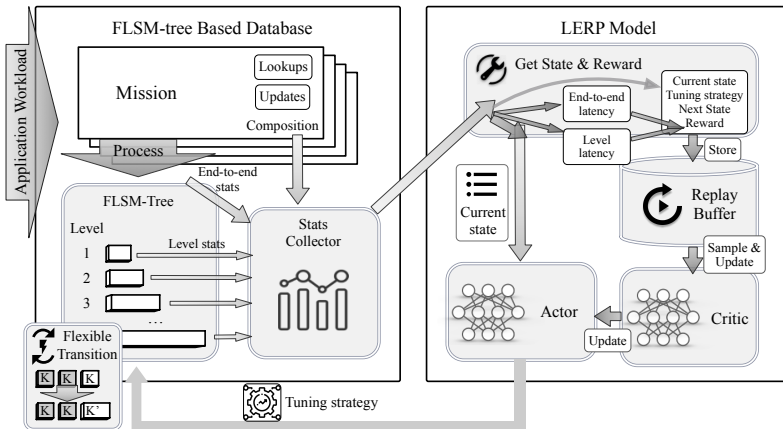 FLSM-tree Based Database
LERP Model
Application Workload
Mission
Lookups
Updates
Composition
Process
End-to-end
stats
FLSM-Tree
Level
1
2
3
...
Level stats
Stats
Collector
Flexible
Transition
K K K
K K K'
Tuning strategy
Get State & Reward
End-to-end
latency
Level
latency
Current state
Tuning strategy
Next State
Reward
Store
Replay
Buffer
Current
state
Sample &
Update
Actor
Update
Critic